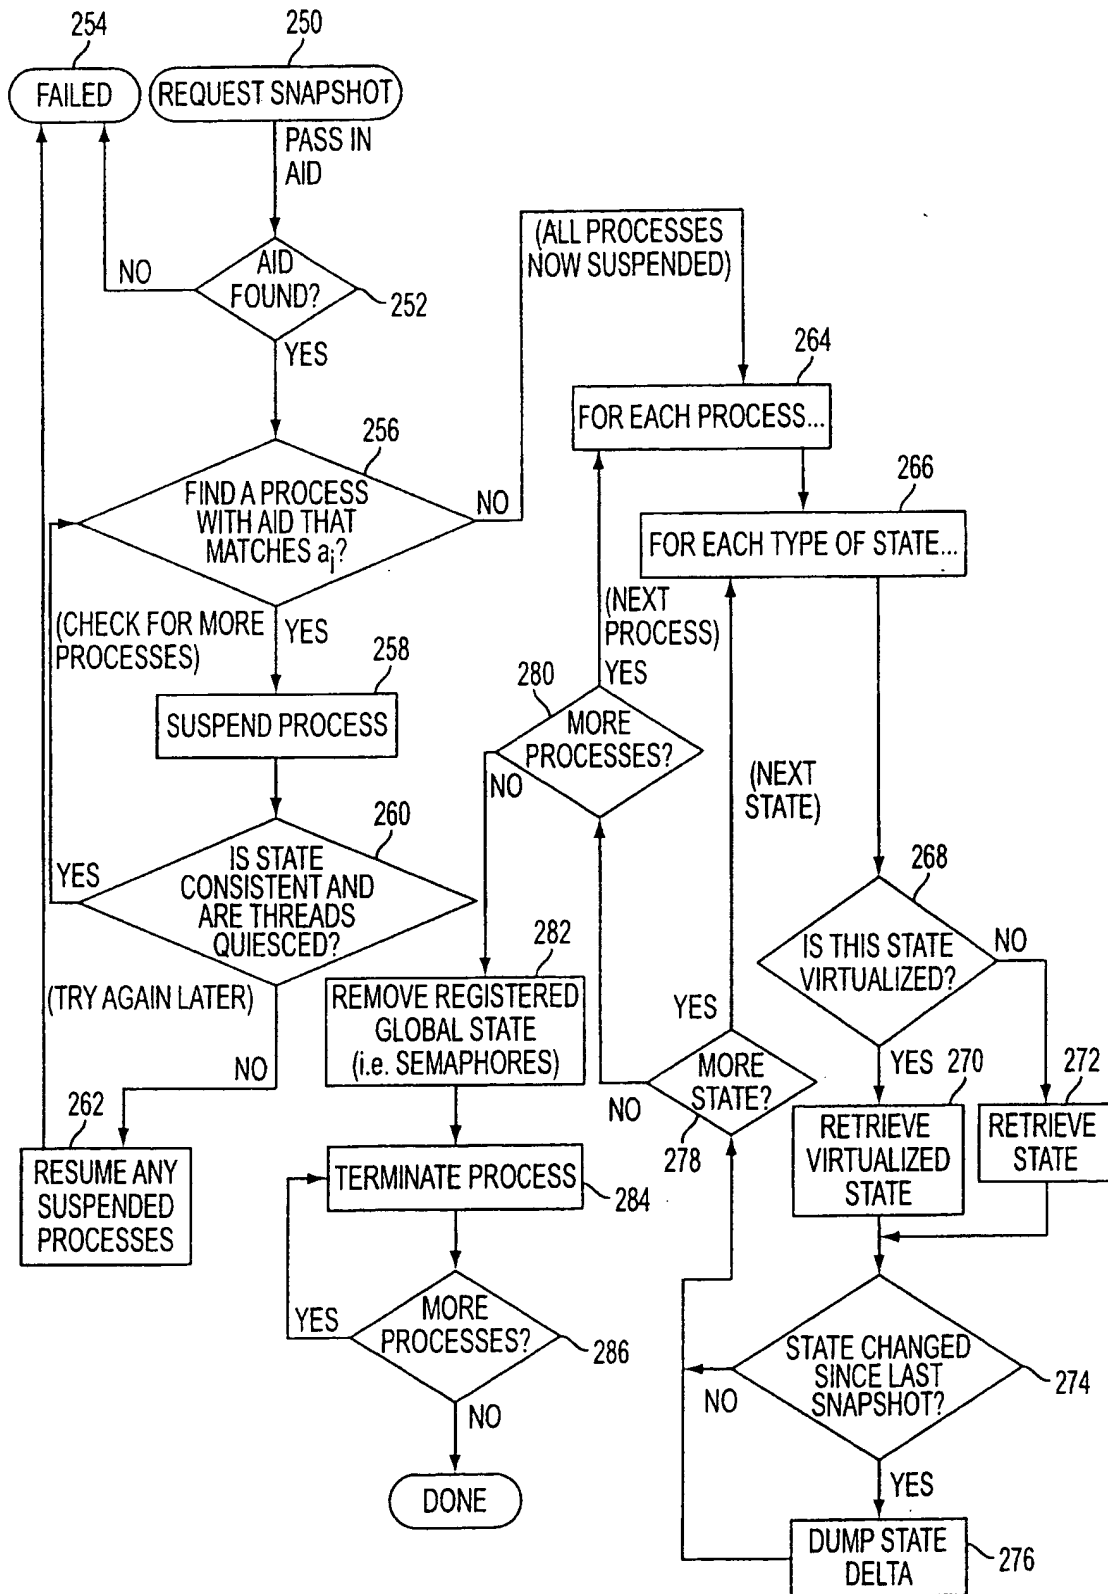 254
FAILED
250
REQUEST SNAPSHOT
PASS IN
AID
AID
FOUND?
252
NO
YES
256
FIND A PROCESS
WITH AID THAT
MATCHES aj?
NO
(ALL PROCESSES
NOW SUSPENDED)
(CHECK FOR MORE
PROCESSES)
YES
258
SUSPEND PROCESS
260
IS STATE
CONSISTENT AND
ARE THREADS
QUIESCED?
YES
(TRY AGAIN LATER)
NO
262
RESUME ANY
SUSPENDED
PROCESSES
264
FOR EACH PROCESS...
266
FOR EACH TYPE OF STATE...
(NEXT
PROCESS)
YES
280
MORE
PROCESSES?
NO
(NEXT
STATE)
268
IS THIS STATE
VIRTUALIZED?
NO
YES
270
RETRIEVE
VIRTUALIZED
STATE
272
RETRIEVE
STATE
YES
MORE
STATE?
NO
278
282
REMOVE REGISTERED
GLOBAL STATE
(i.e. SEMAPHORES)
TERMINATE PROCESS
284
MORE
PROCESSES?
YES
286
NO
DONE
STATE CHANGED
SINCE LAST
SNAPSHOT?
274
NO
YES
DUMP STATE
DELTA
276